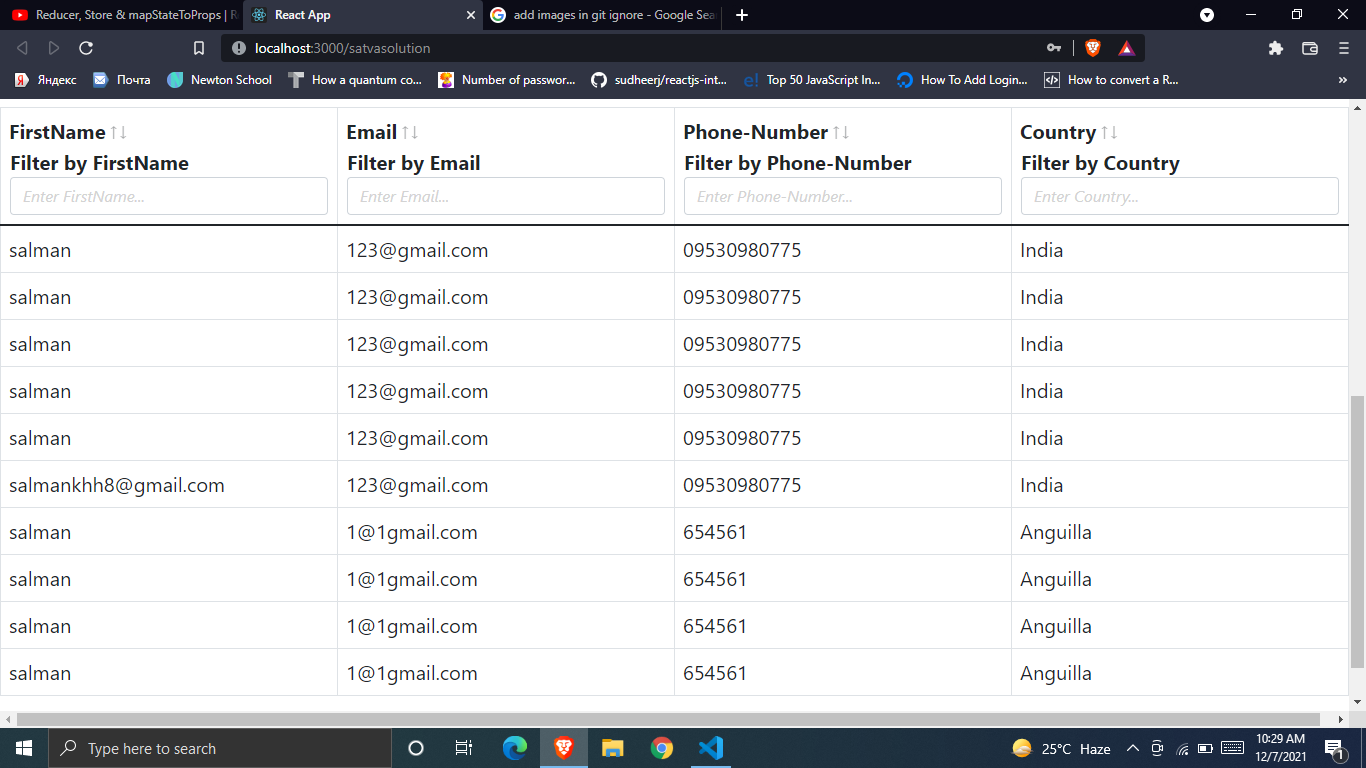 Reducer, Store & mapStateToProps | R
React App
add images in git ignore - Google Sea
localhost:3000/satvasolution
Яндекс
Почта
Newton School
How a quantum co...
Number of passwor...
sudheerj/reactjs-int...
Top 50 JavaScript In...
How To Add Login...
How to convert a R...
»
FirstName Email Phone-Number Country
Filter by FirstName Filter by Email Filter by Phone-Number Filter by Country
Enter FirstName... Enter Email... Enter Phone-Number... Enter Country...
salman 123@gmail.com 09530980775 India
salman 123@gmail.com 09530980775 India
salman 123@gmail.com 09530980775 India
salman 123@gmail.com 09530980775 India
salman 123@gmail.com 09530980775 India
salmankhh8@gmail.com 123@gmail.com 09530980775 India
salman 1@1gmail.com 654561 Anguilla
salman 1@1gmail.com 654561 Anguilla
salman 1@1gmail.com 654561 Anguilla
salman 1@1gmail.com 654561 Anguilla
Type here to search
25°C Haze
10:29 AM
12/7/2021
1